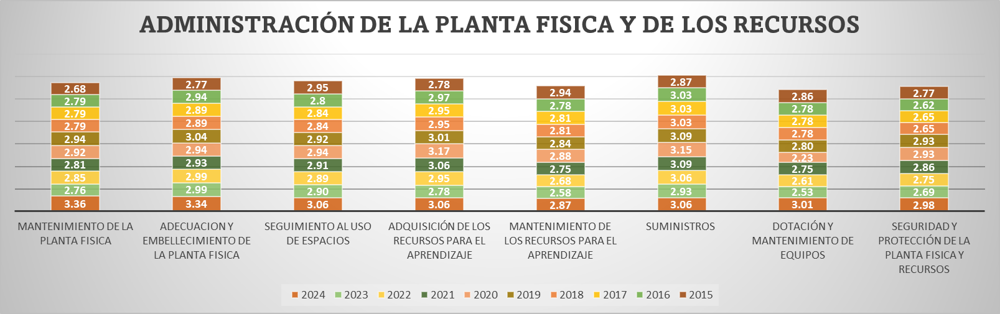 ADMINISTRACIÓN DE LA PLANTA FISICA Y DE LOS RECURSOS
2.68 2.77 2.95 2.78 2.94 2.87 2.86 2.77
2.79 2.94 2.8 2.97 2.78 3.03 2.78 2.62
2.79 2.89 2.84 2.95 2.81 3.03 2.78 2.65
2.79 2.89 2.84 2.95 2.81 3.03 2.78 2.65
2.94 3.04 2.92 3.01 2.84 3.09 2.80 2.93
2.92 2.94 2.94 3.17 2.88 3.15 2.23 2.93
2.81 2.93 2.91 3.06 2.75 3.09 2.75 2.86
2.85 2.99 2.89 2.95 2.68 3.06 2.61 2.75
2.76 2.99 2.90 2.78 2.58 2.93 2.53 2.69
3.36 3.34 3.06 3.06 2.87 3.06 3.01 2.98
MANTENIMIENTO DE LA
PLANTA FISICA
ADECUACION Y
EMBELLECIMIENTO DE
LA PLANTA FISICA
SEGUIMIENTO AL USO
DE ESPACIOS
ADQUISICIÓN DE LOS
RECURSOS PARA EL
APRENDIZAJE
MANTENIMIENTO DE
LOS RECURSOS PARA EL
APRENDIZAJE
SUMINISTROS
DOTACIÓN Y
MANTENIMIENTO DE
EQUIPOS
SEGURIDAD Y
PROTECCIÓN DE LA
PLANTA FISICA Y
RECURSOS
2024 2023 2022 2021 2020 2019 2018 2017 2016 2015